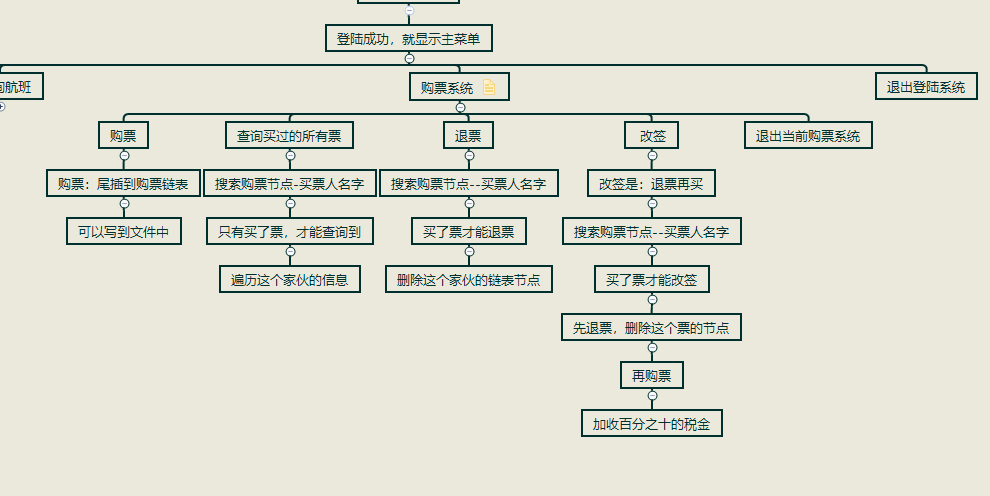 登陆成功，就显示主菜单
航班
购票系统
退出登陆系统
购票
查询买过的所有票
退票
改签
退出当前购票系统
购票：尾插到购票链表
搜索购票节点-买票人名字
搜索购票节点--买票人名字
改签是：退票再买
可以写到文件中
只有买了票，才能查询到
买了票才能退票
搜索购票节点--买票人名字
遍历这个家伙的信息
删除这个家伙的链表节点
买了票才能改签
先退票，删除这个票的节点
再购票
加收百分之十的税金